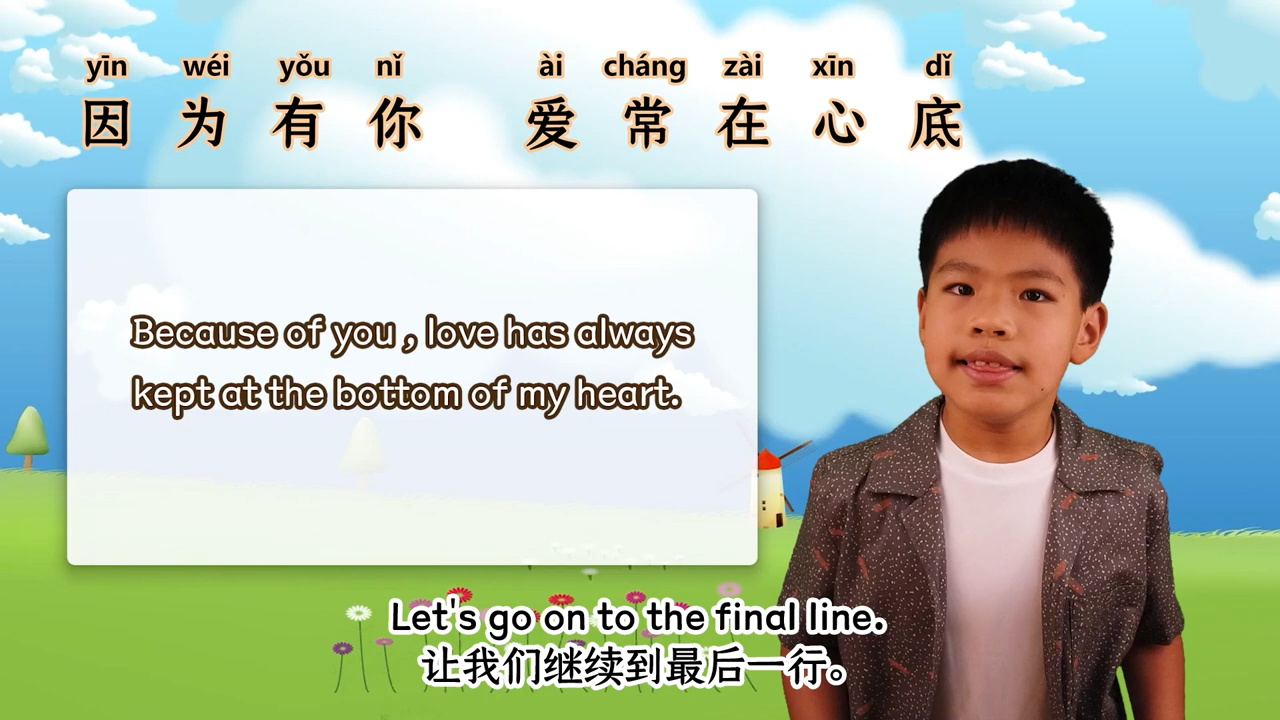 yīn wéi yǒu nǐ ài cháng zài xīn dǐ
因为有你 爱常在心底
Because of you , love has always
kept at the bottom of my heart.
Let's go on to the final line.
让我们继续到最后一行。